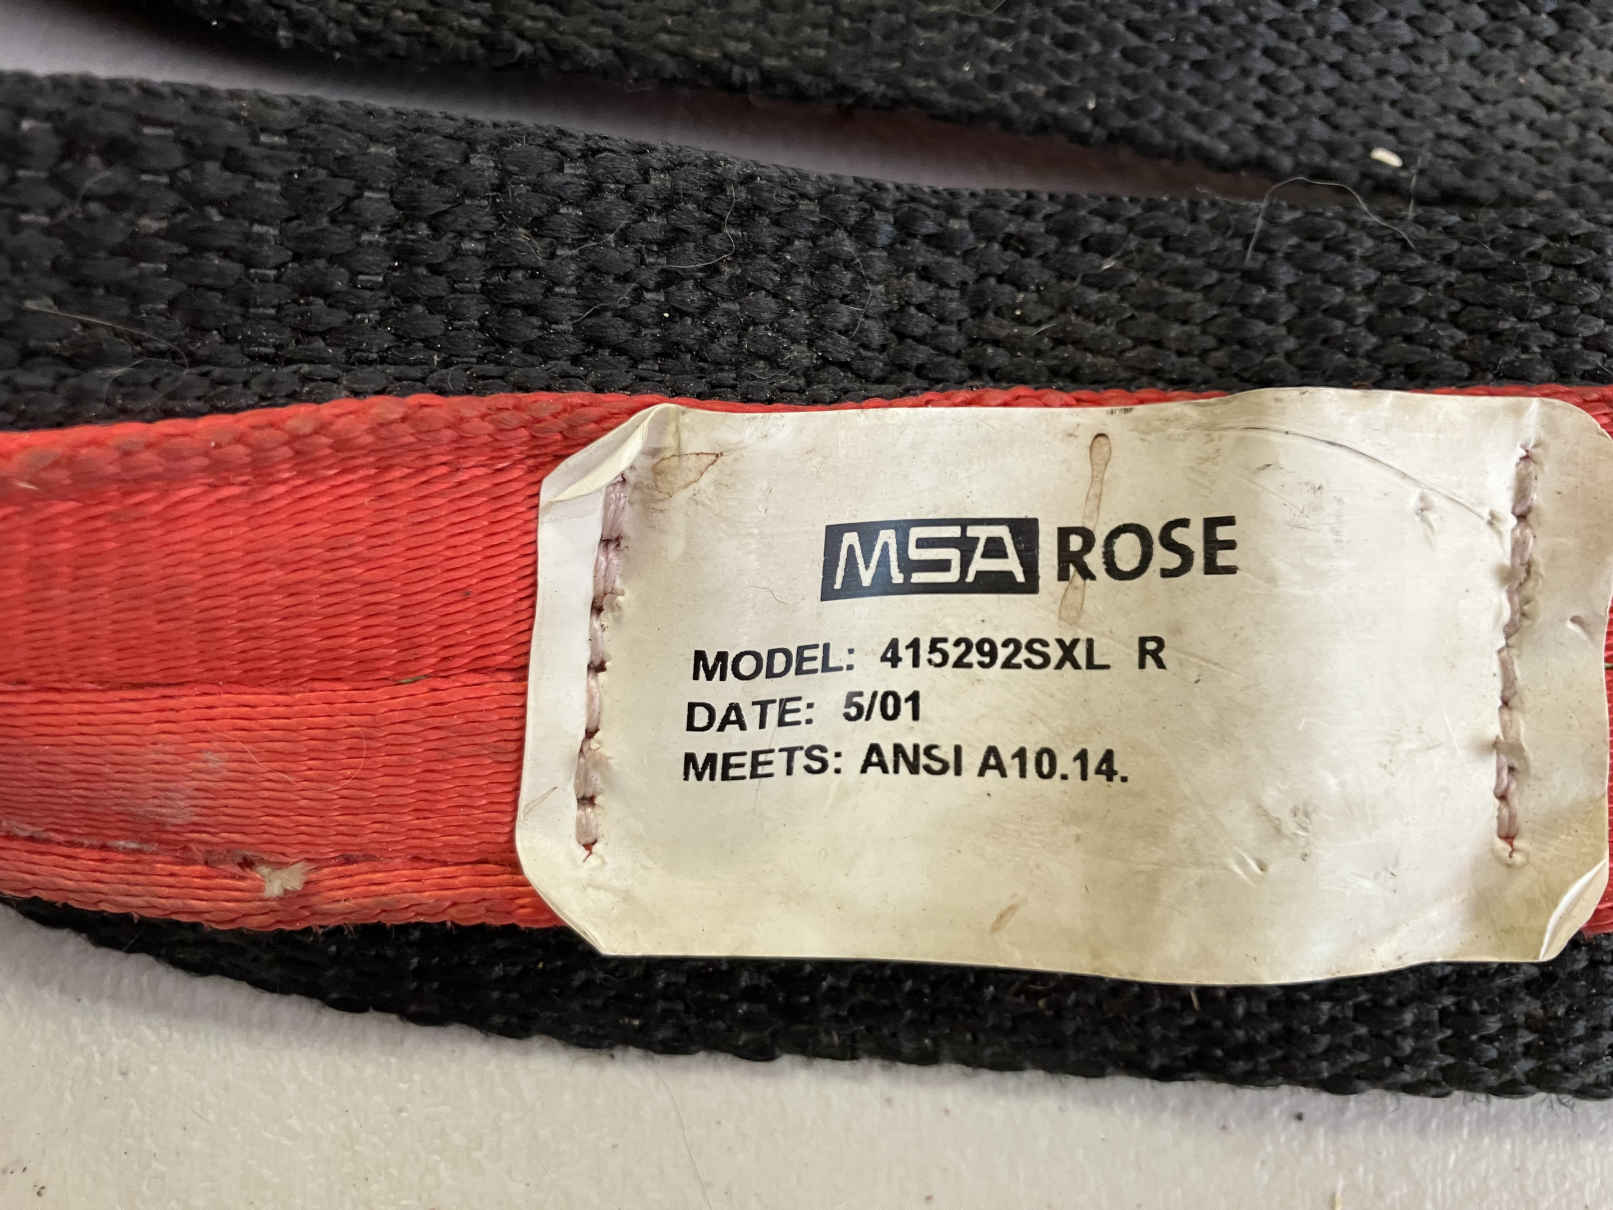 MSA ROSE
MODEL: 415292SXL R
DATE: 5/01
MEETS: ANSI A10.14.